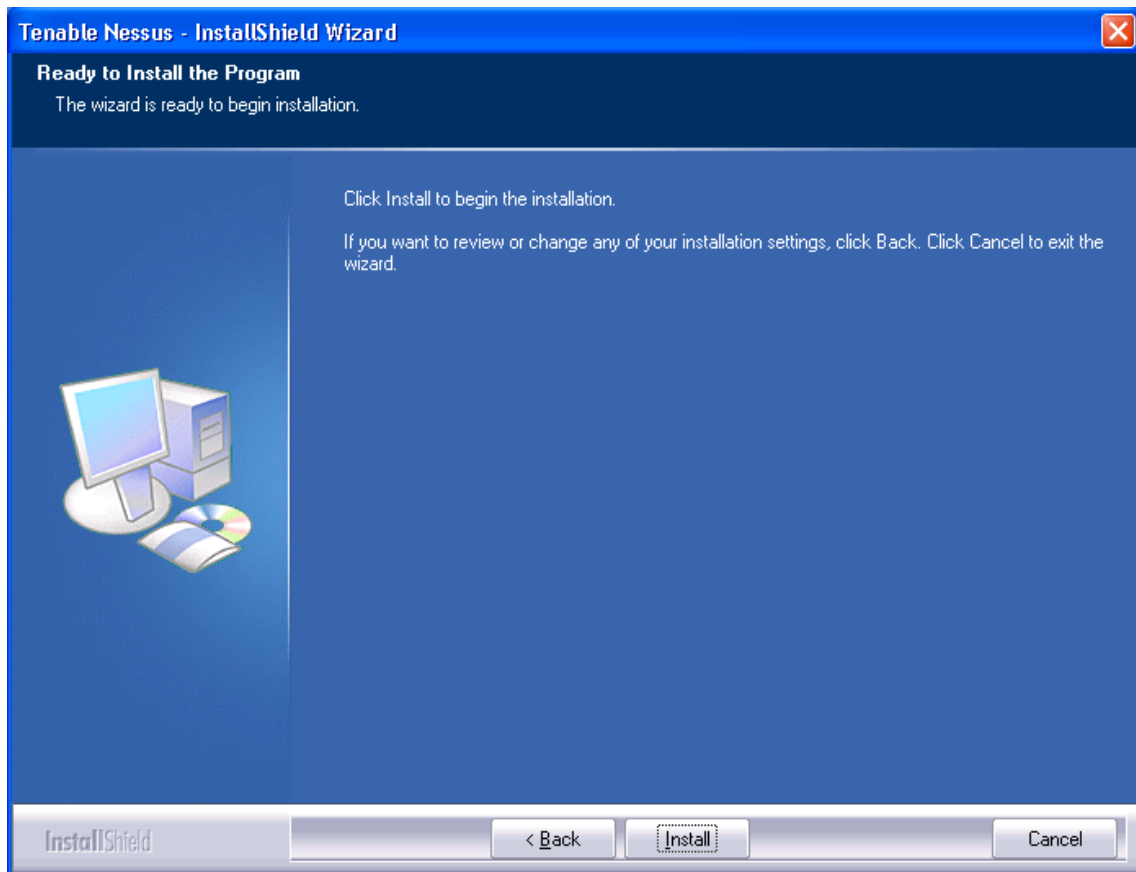 Tenable Nessus - InstallShield Wizard
Ready to Install the Program
The wizard is ready to begin installation.
Click Install to begin the installation.
If you want to review or change any of your installation settings, click Back. Click Cancel to exit the
wizard.
InstallShield
< Back
Install
Cancel